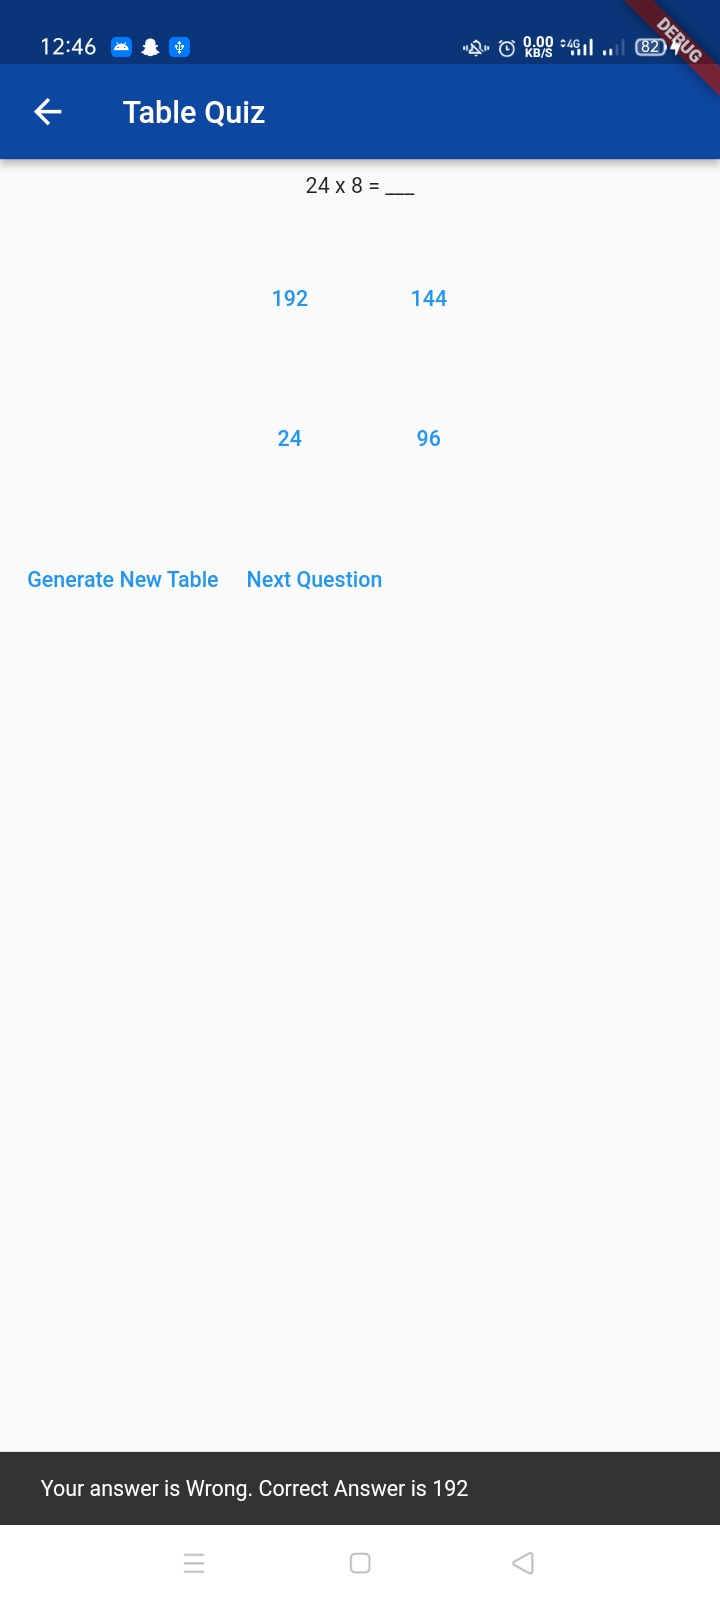 12:46
0.00
KB/S
4G
82
DEBUG
Table Quiz
24 x 8 = ___
192 144
24 96
Generate New Table Next Question
Your answer is Wrong. Correct Answer is 192